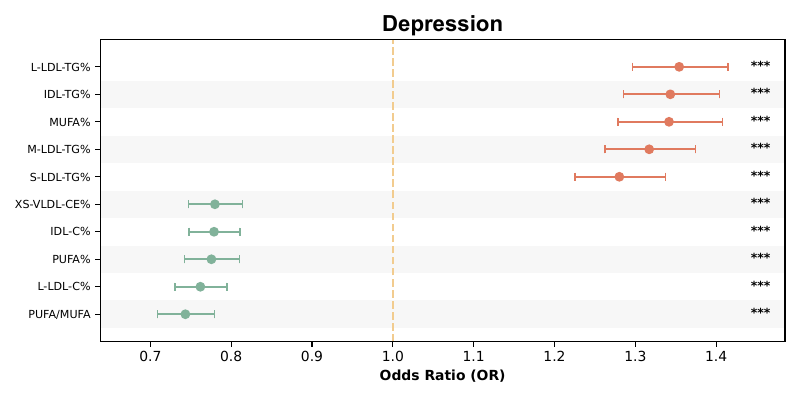 Depression
L-LDL-TG% ***
IDL-TG% ***
MUFA% ***
M-LDL-TG% ***
S-LDL-TG% ***
XS-VLDL-CE% ***
IDL-C% ***
PUFA% ***
L-LDL-C% ***
PUFA/MUFA ***
0.7 0.8 0.9 1.0 1.1 1.2 1.3 1.4
Odds Ratio (OR)